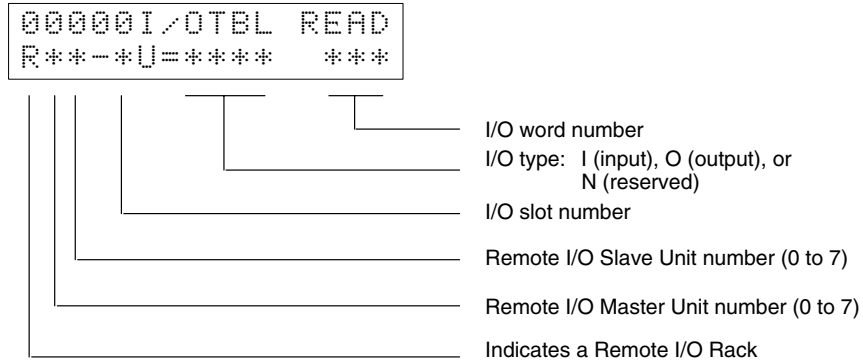 00000I/OTBL READ
R**-*U=**** ***
I/O word number
I/O type: I (input), O (output), or
N (reserved)
I/O slot number
Remote I/O Slave Unit number (0 to 7)
Remote I/O Master Unit number (0 to 7)
Indicates a Remote I/O Rack